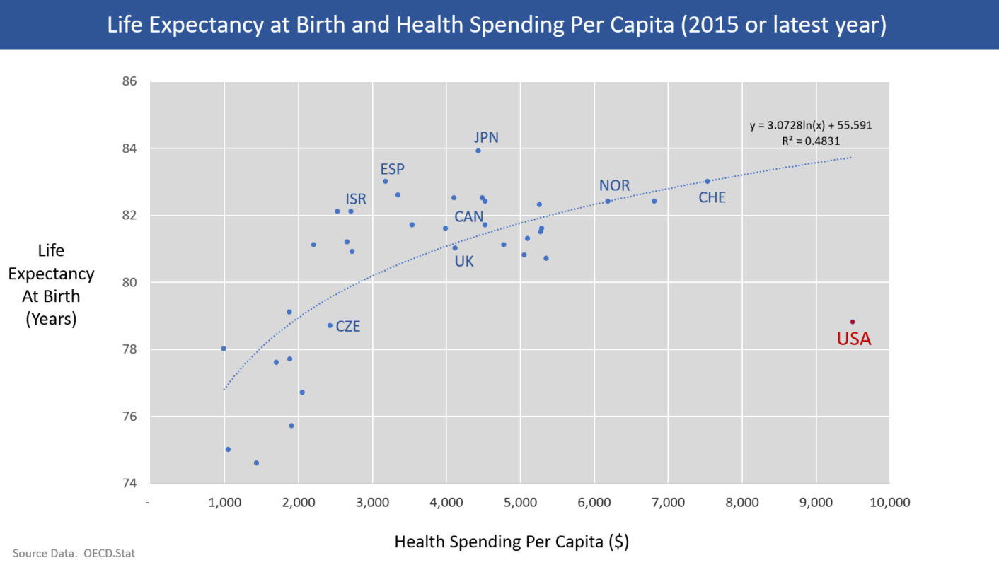 Life Expectancy at Birth and Health Spending Per Capita (2015 or latest year)
86
84
82
80
78
76
74
Life
Expectancy
At Birth
(Years)
y = 3.0728ln(x) + 55.591
R² = 0.4831
JPN
ESP
ISR
NOR
CHE
CAN
UK
CZE
USA
-
1,000
2,000
3,000
4,000
5,000
6,000
7,000
8,000
9,000
10,000
Health Spending Per Capita ($)
Source Data: OECD.Stat